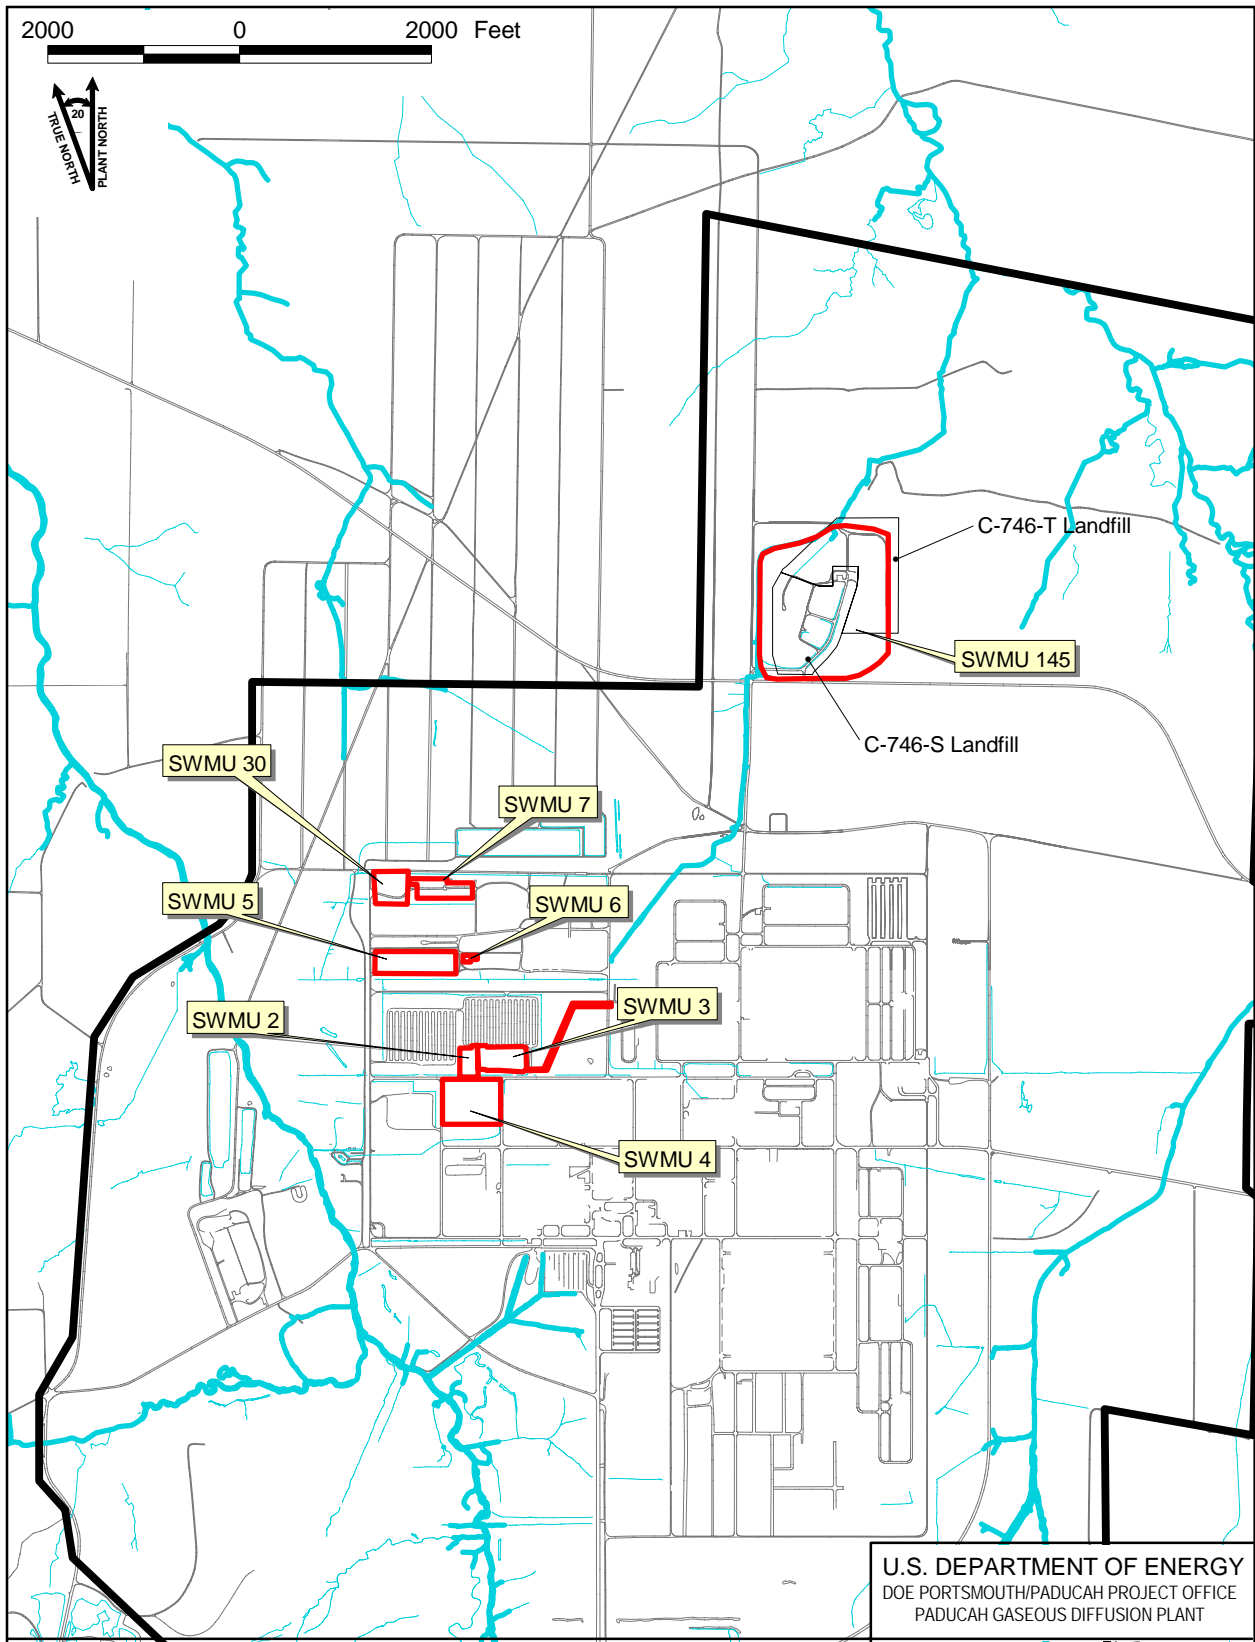 2000 0 2000 Feet
20
TRUE NORTH
PLANT NORTH
C-746-T Landfill
SWMU 145
C-746-S Landfill
SWMU 30
SWMU 7
SWMU 5
SWMU 6
SWMU 2
SWMU 3
SWMU 4
U.S. DEPARTMENT OF ENERGY
DOE PORTSMOUTH/PADUCAH PROJECT OFFICE
PADUCAH GASEOUS DIFFUSION PLANT